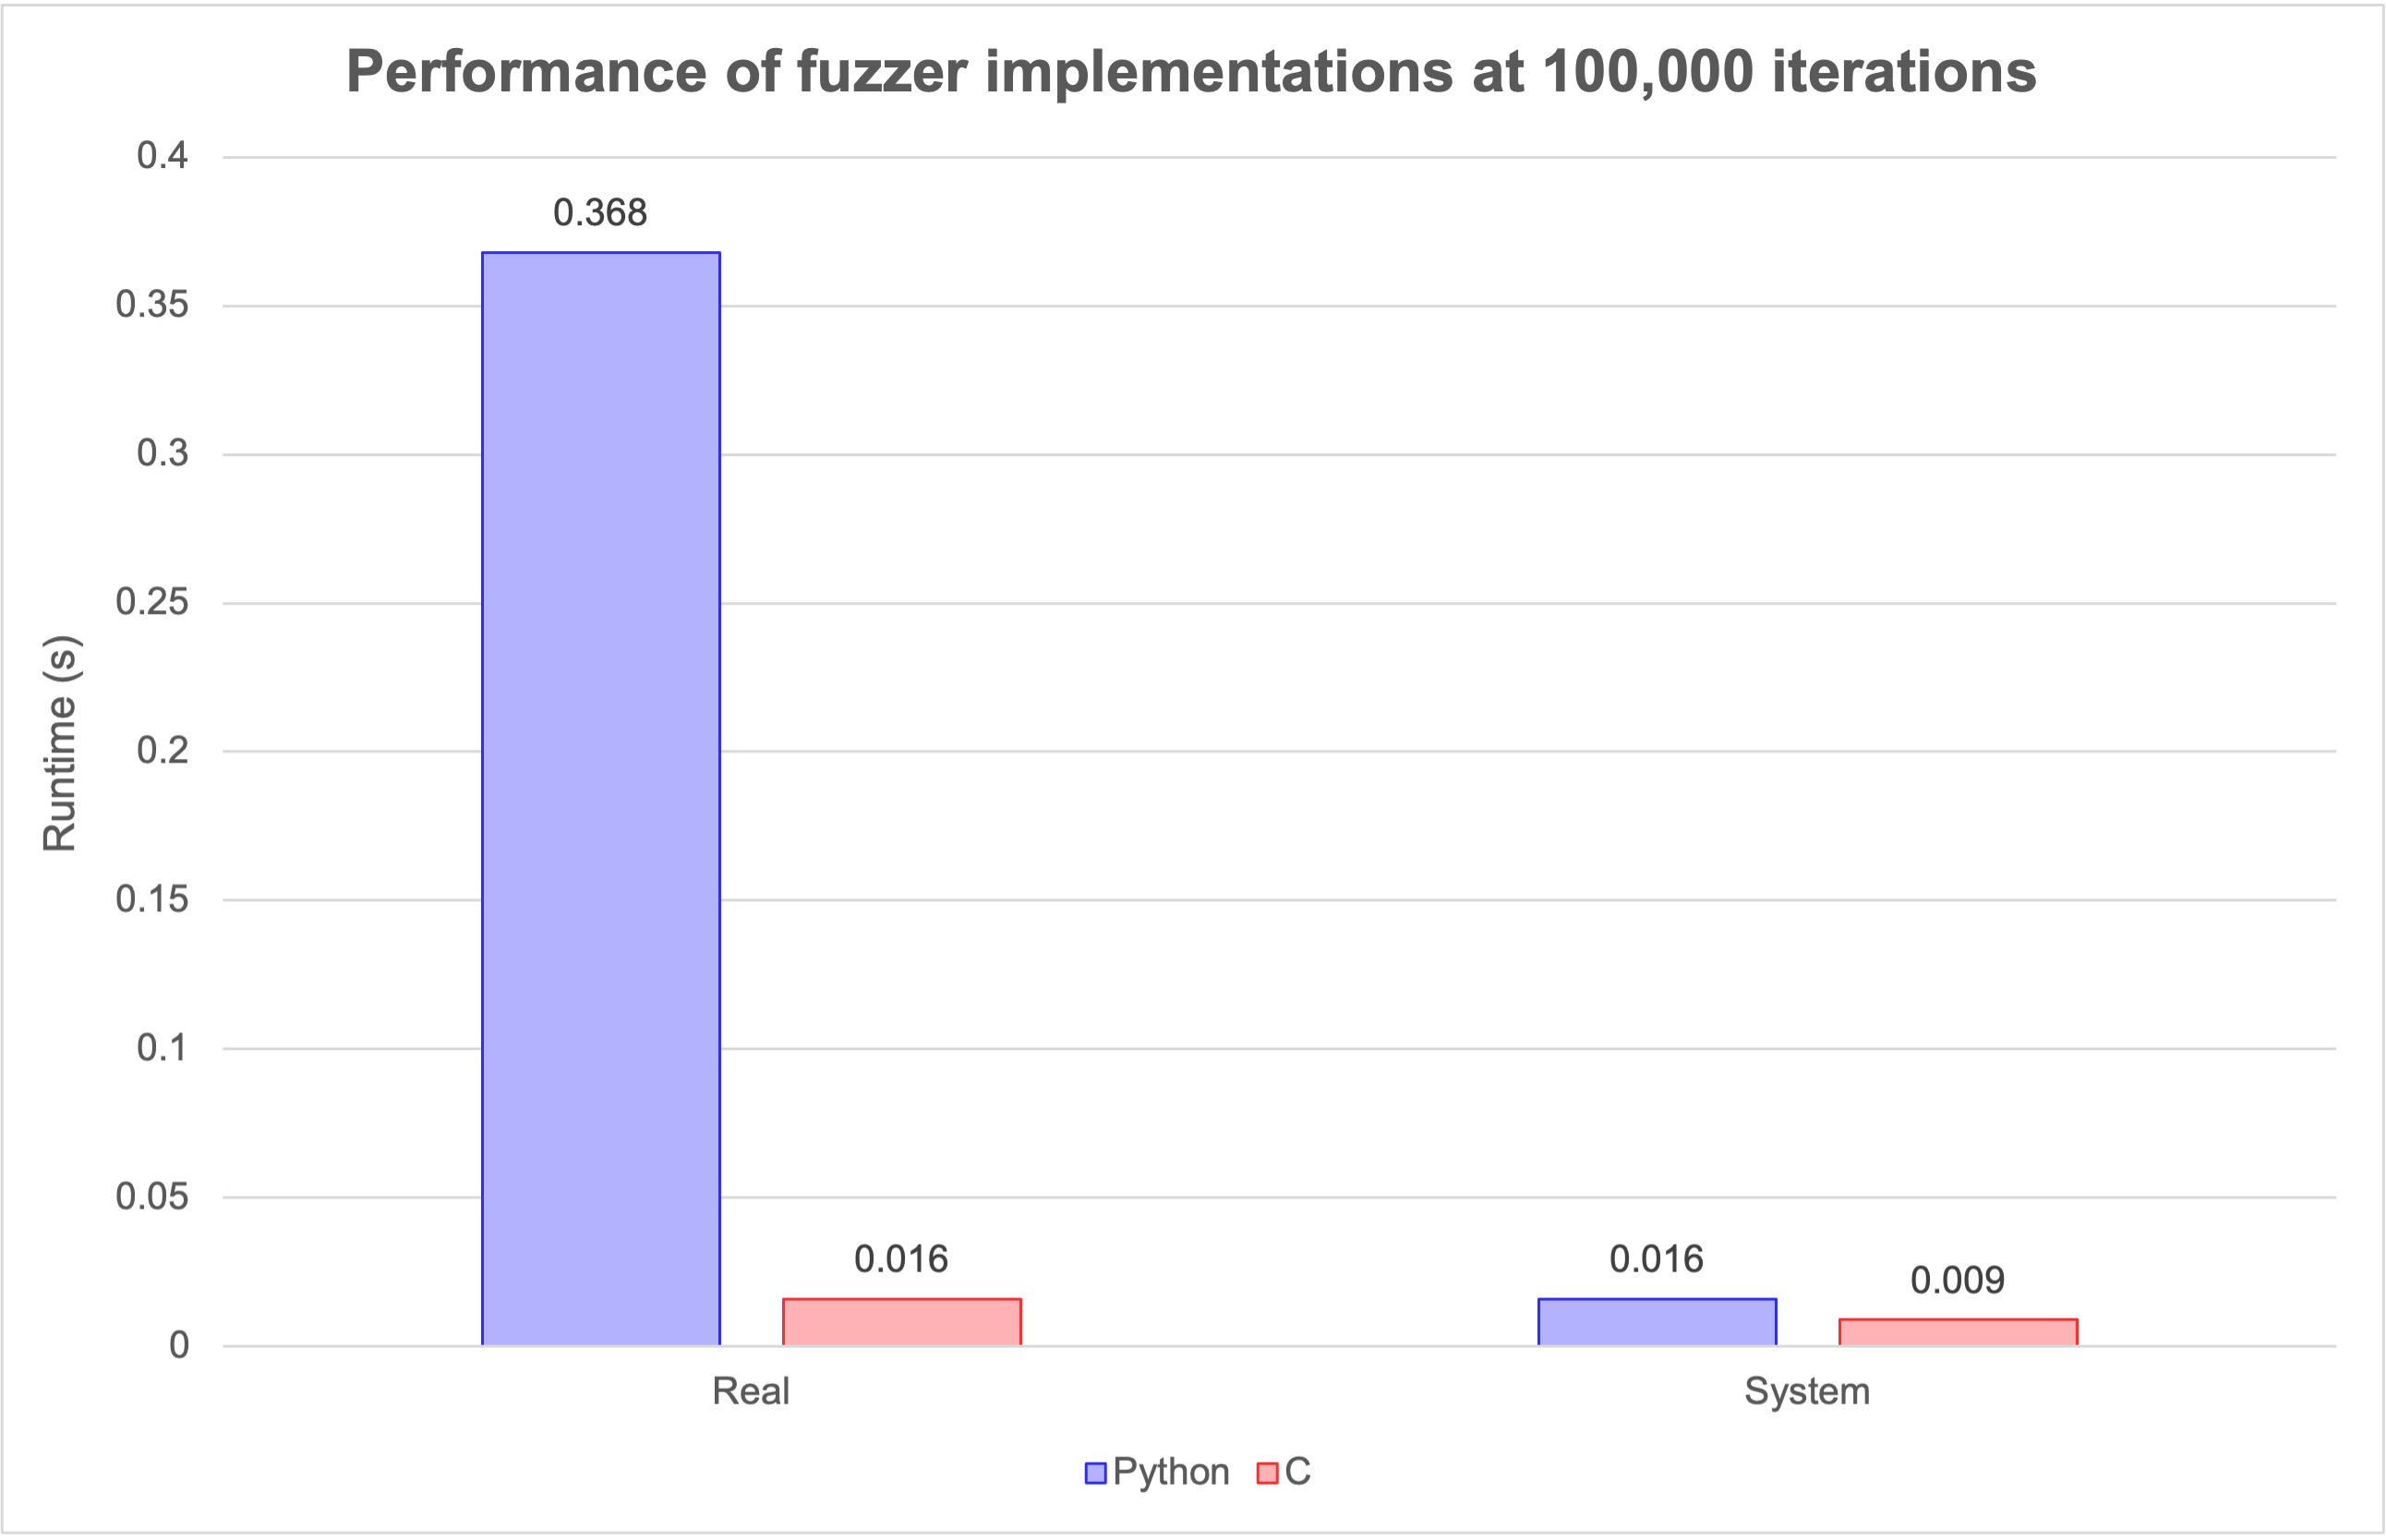 Performance of fuzzer implementations at 100,000 iterations
0.4
0.368
0.35
0.3
0.25
Runtime (s)
0.2
0.15
0.1
0.05
0.016
0.016
0.009
0
Real
System
Python
C